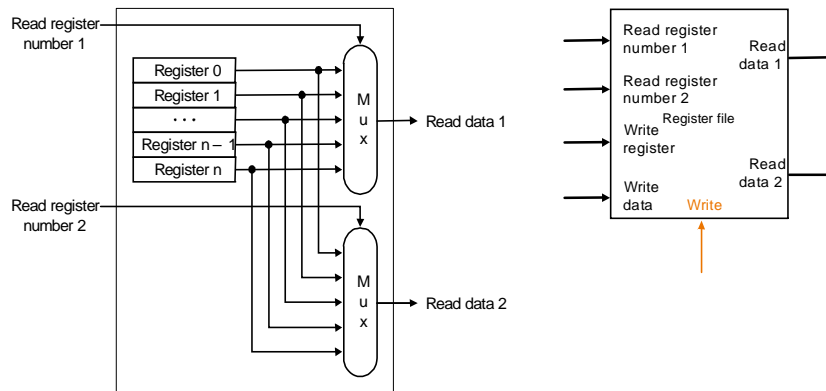 Read register
number 1
Register 0
Register 1
. . .
Register n – 1
Register n
M
u
x
Read data 1
Read register
number 2
M
u
x
Read data 2
Read register
number 1
Read
data 1
Read register
number 2
Register file
Write
register
Read
data 2
Write
data
Write